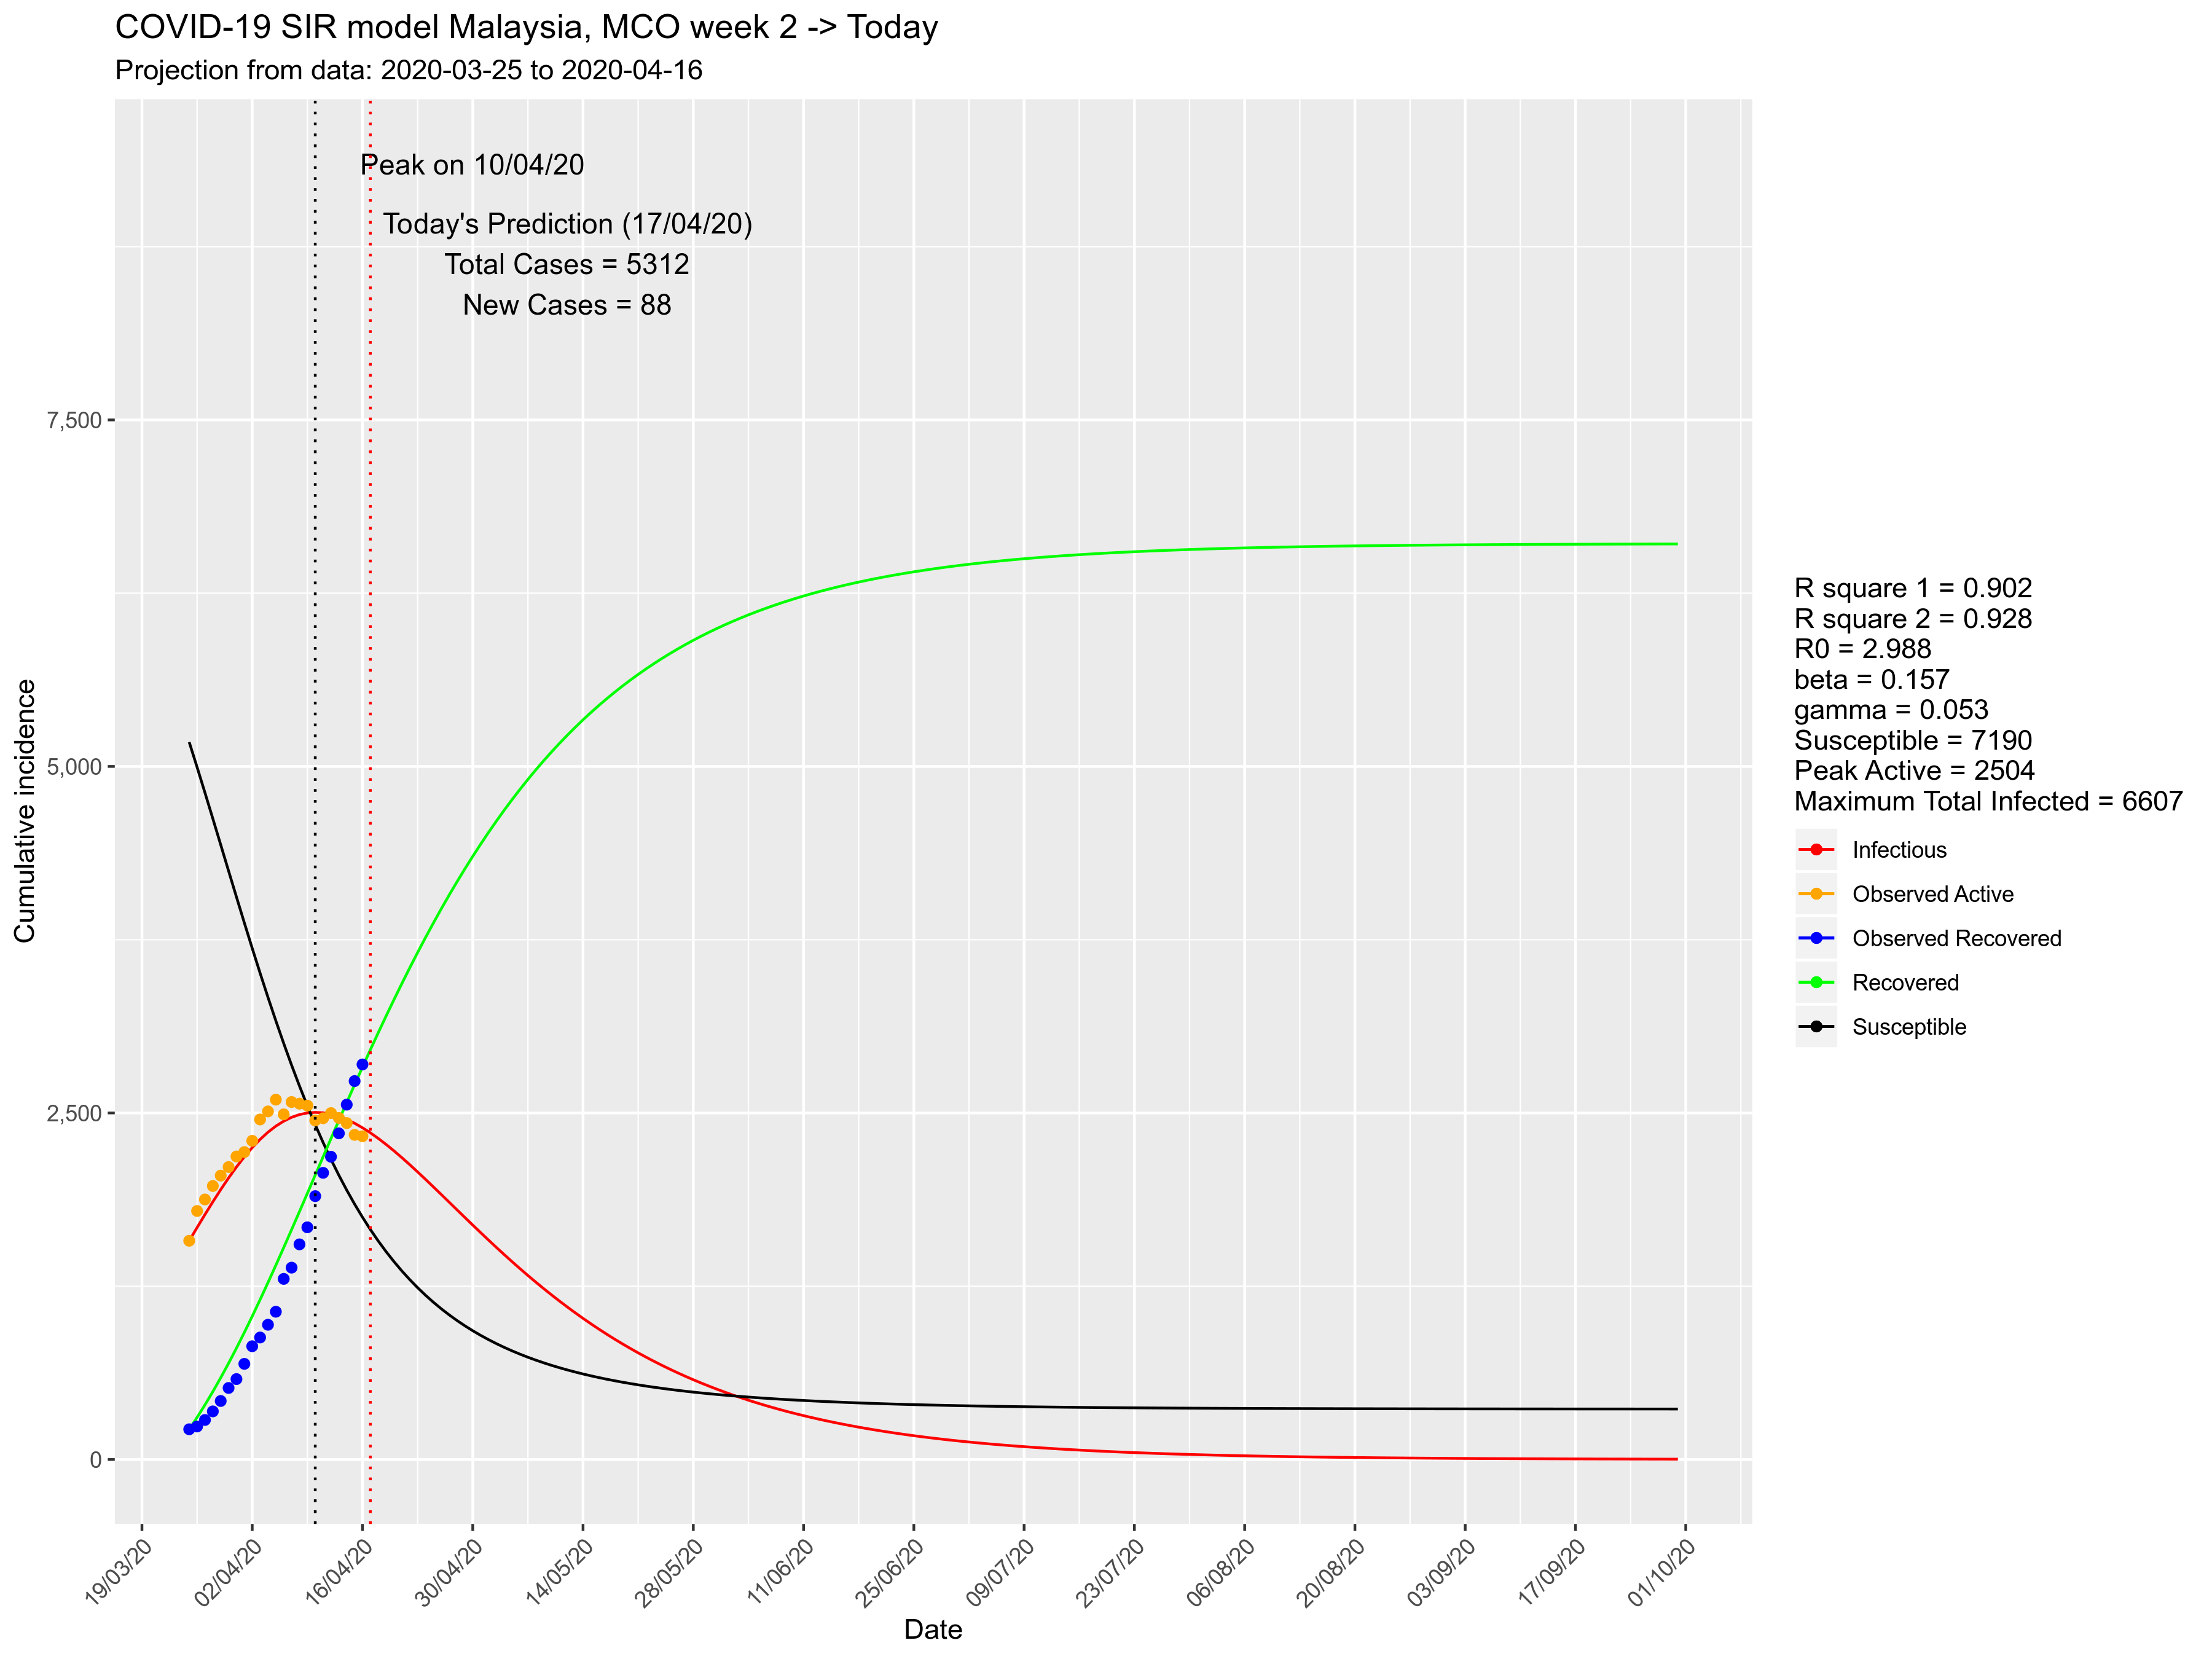 COVID-19 SIR model Malaysia, MCO week 2 -> Today
Projection from data: 2020-03-25 to 2020-04-16
Peak on 10/04/20
Today's Prediction (17/04/20)
Total Cases = 5312
New Cases = 88
Cumulative incidence
7,500
5,000
2,500
0
19/03/20
02/04/20
16/04/20
30/04/20
14/05/20
28/05/20
11/06/20
25/06/20
09/07/20
23/07/20
06/08/20
20/08/20
03/09/20
17/09/20
01/10/20
Date
R square 1 = 0.902
R square 2 = 0.928
R0 = 2.988
beta = 0.157
gamma = 0.053
Susceptible = 7190
Peak Active = 2504
Maximum Total Infected = 6607
Infectious
Observed Active
Observed Recovered
Recovered
Susceptible